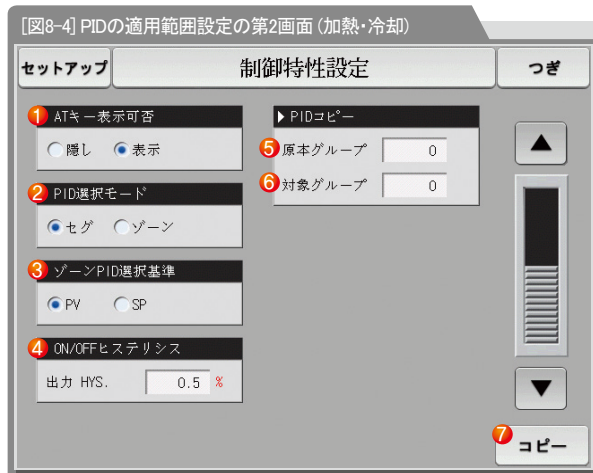 [図8-4] PIDの適用範囲設定の第2画面 (加熱・冷却)
セットアップ
制御特性設定
つぎ
1 ATキー表示可否
隠し 表示
2 PID選択モード
セグ ゾーン
3 ゾーンPID選択基準
PV SP
4 ON/OFFヒステリシス
出力 HYS. 0.5 %
▶ PIDコピー
5 原本グループ 0
6 対象グループ 0
▲
▼
7 コピー